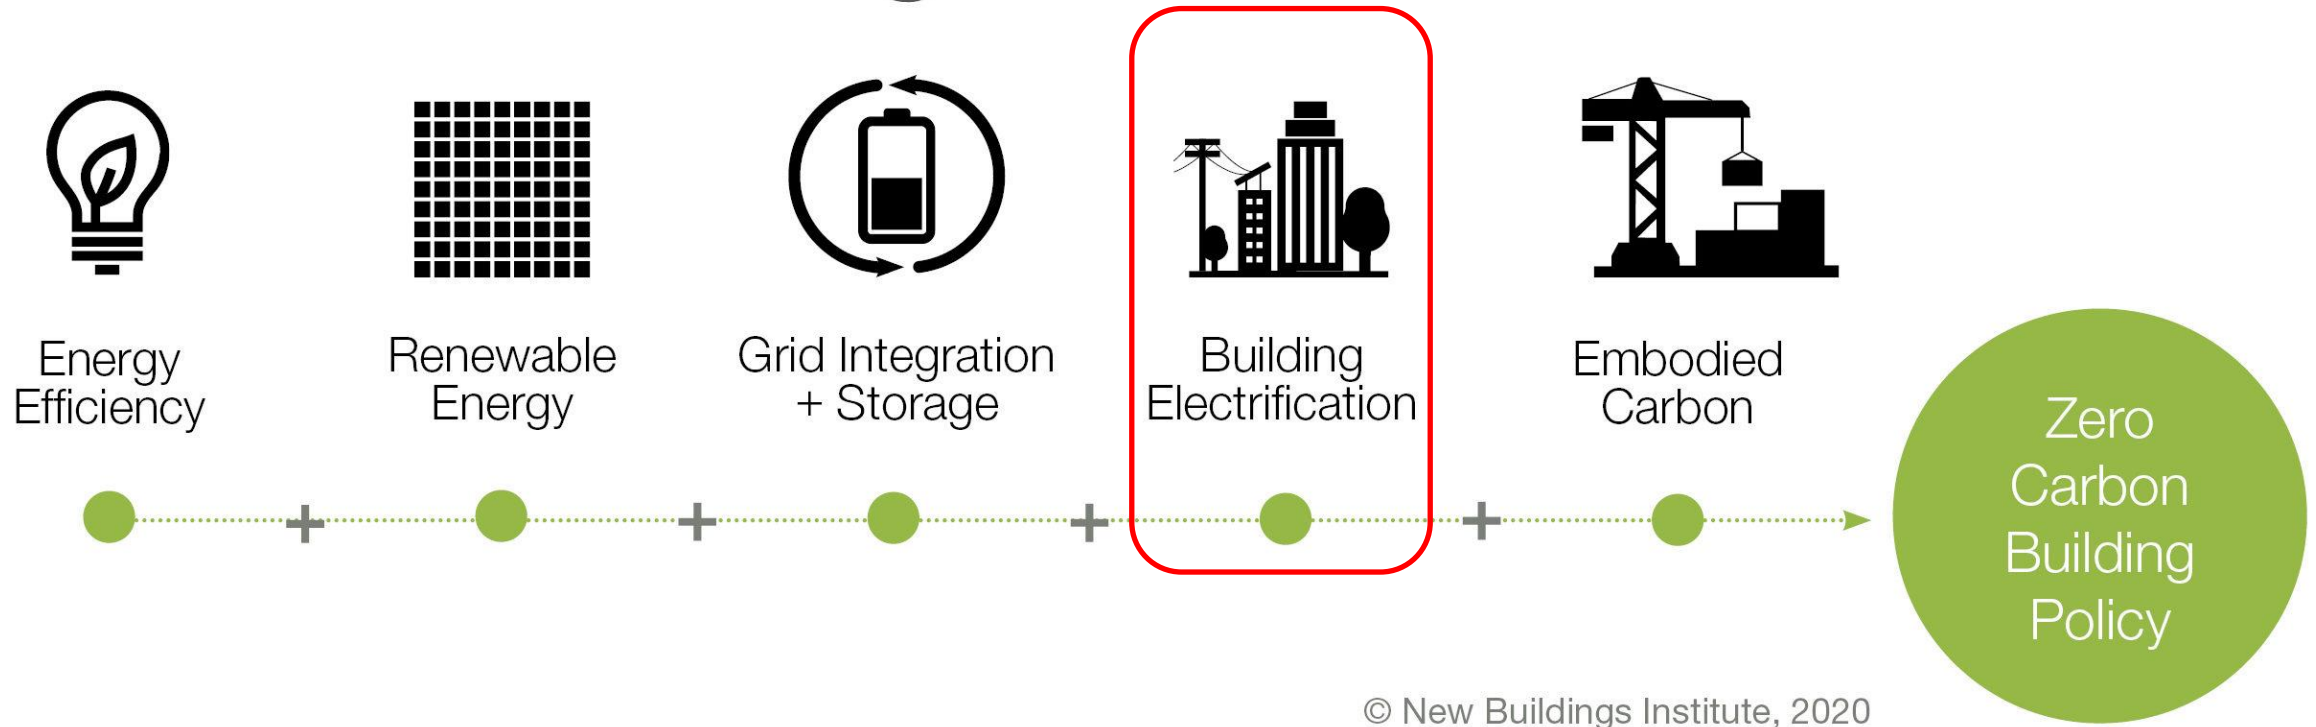 Energy
Efficiency
Renewable
Energy
Grid Integration
+ Storage
Building
Electrification
Embodied
Carbon
Zero
Carbon
Building
Policy
© New Buildings Institute, 2020